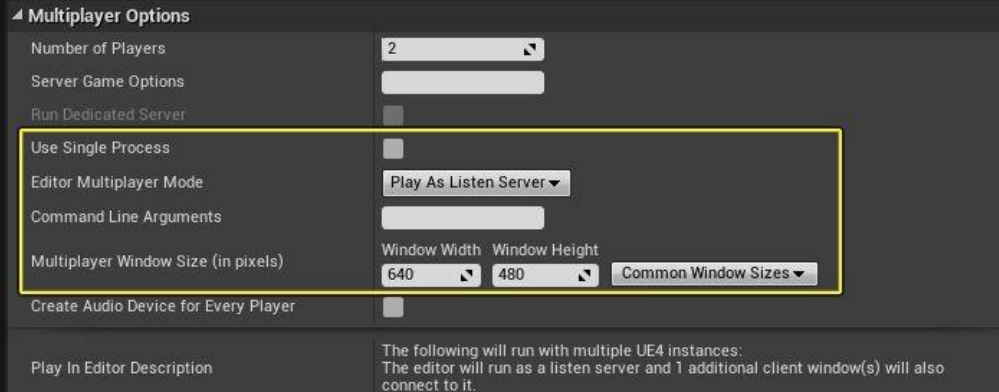 Multiplayer Options
Number of Players 2
Server Game Options
Run Dedicated Server
Use Single Process
Editor Multiplayer Mode Play As Listen Server
Command Line Arguments
Window Width Window Height
Multiplayer Window Size (in pixels) 640 480 Common Window Sizes
Create Audio Device for Every Player
The following will run with multiple UE4 instances:
Play In Editor Description The editor will run as a listen server and 1 additional client window(s) will also
connect to it.